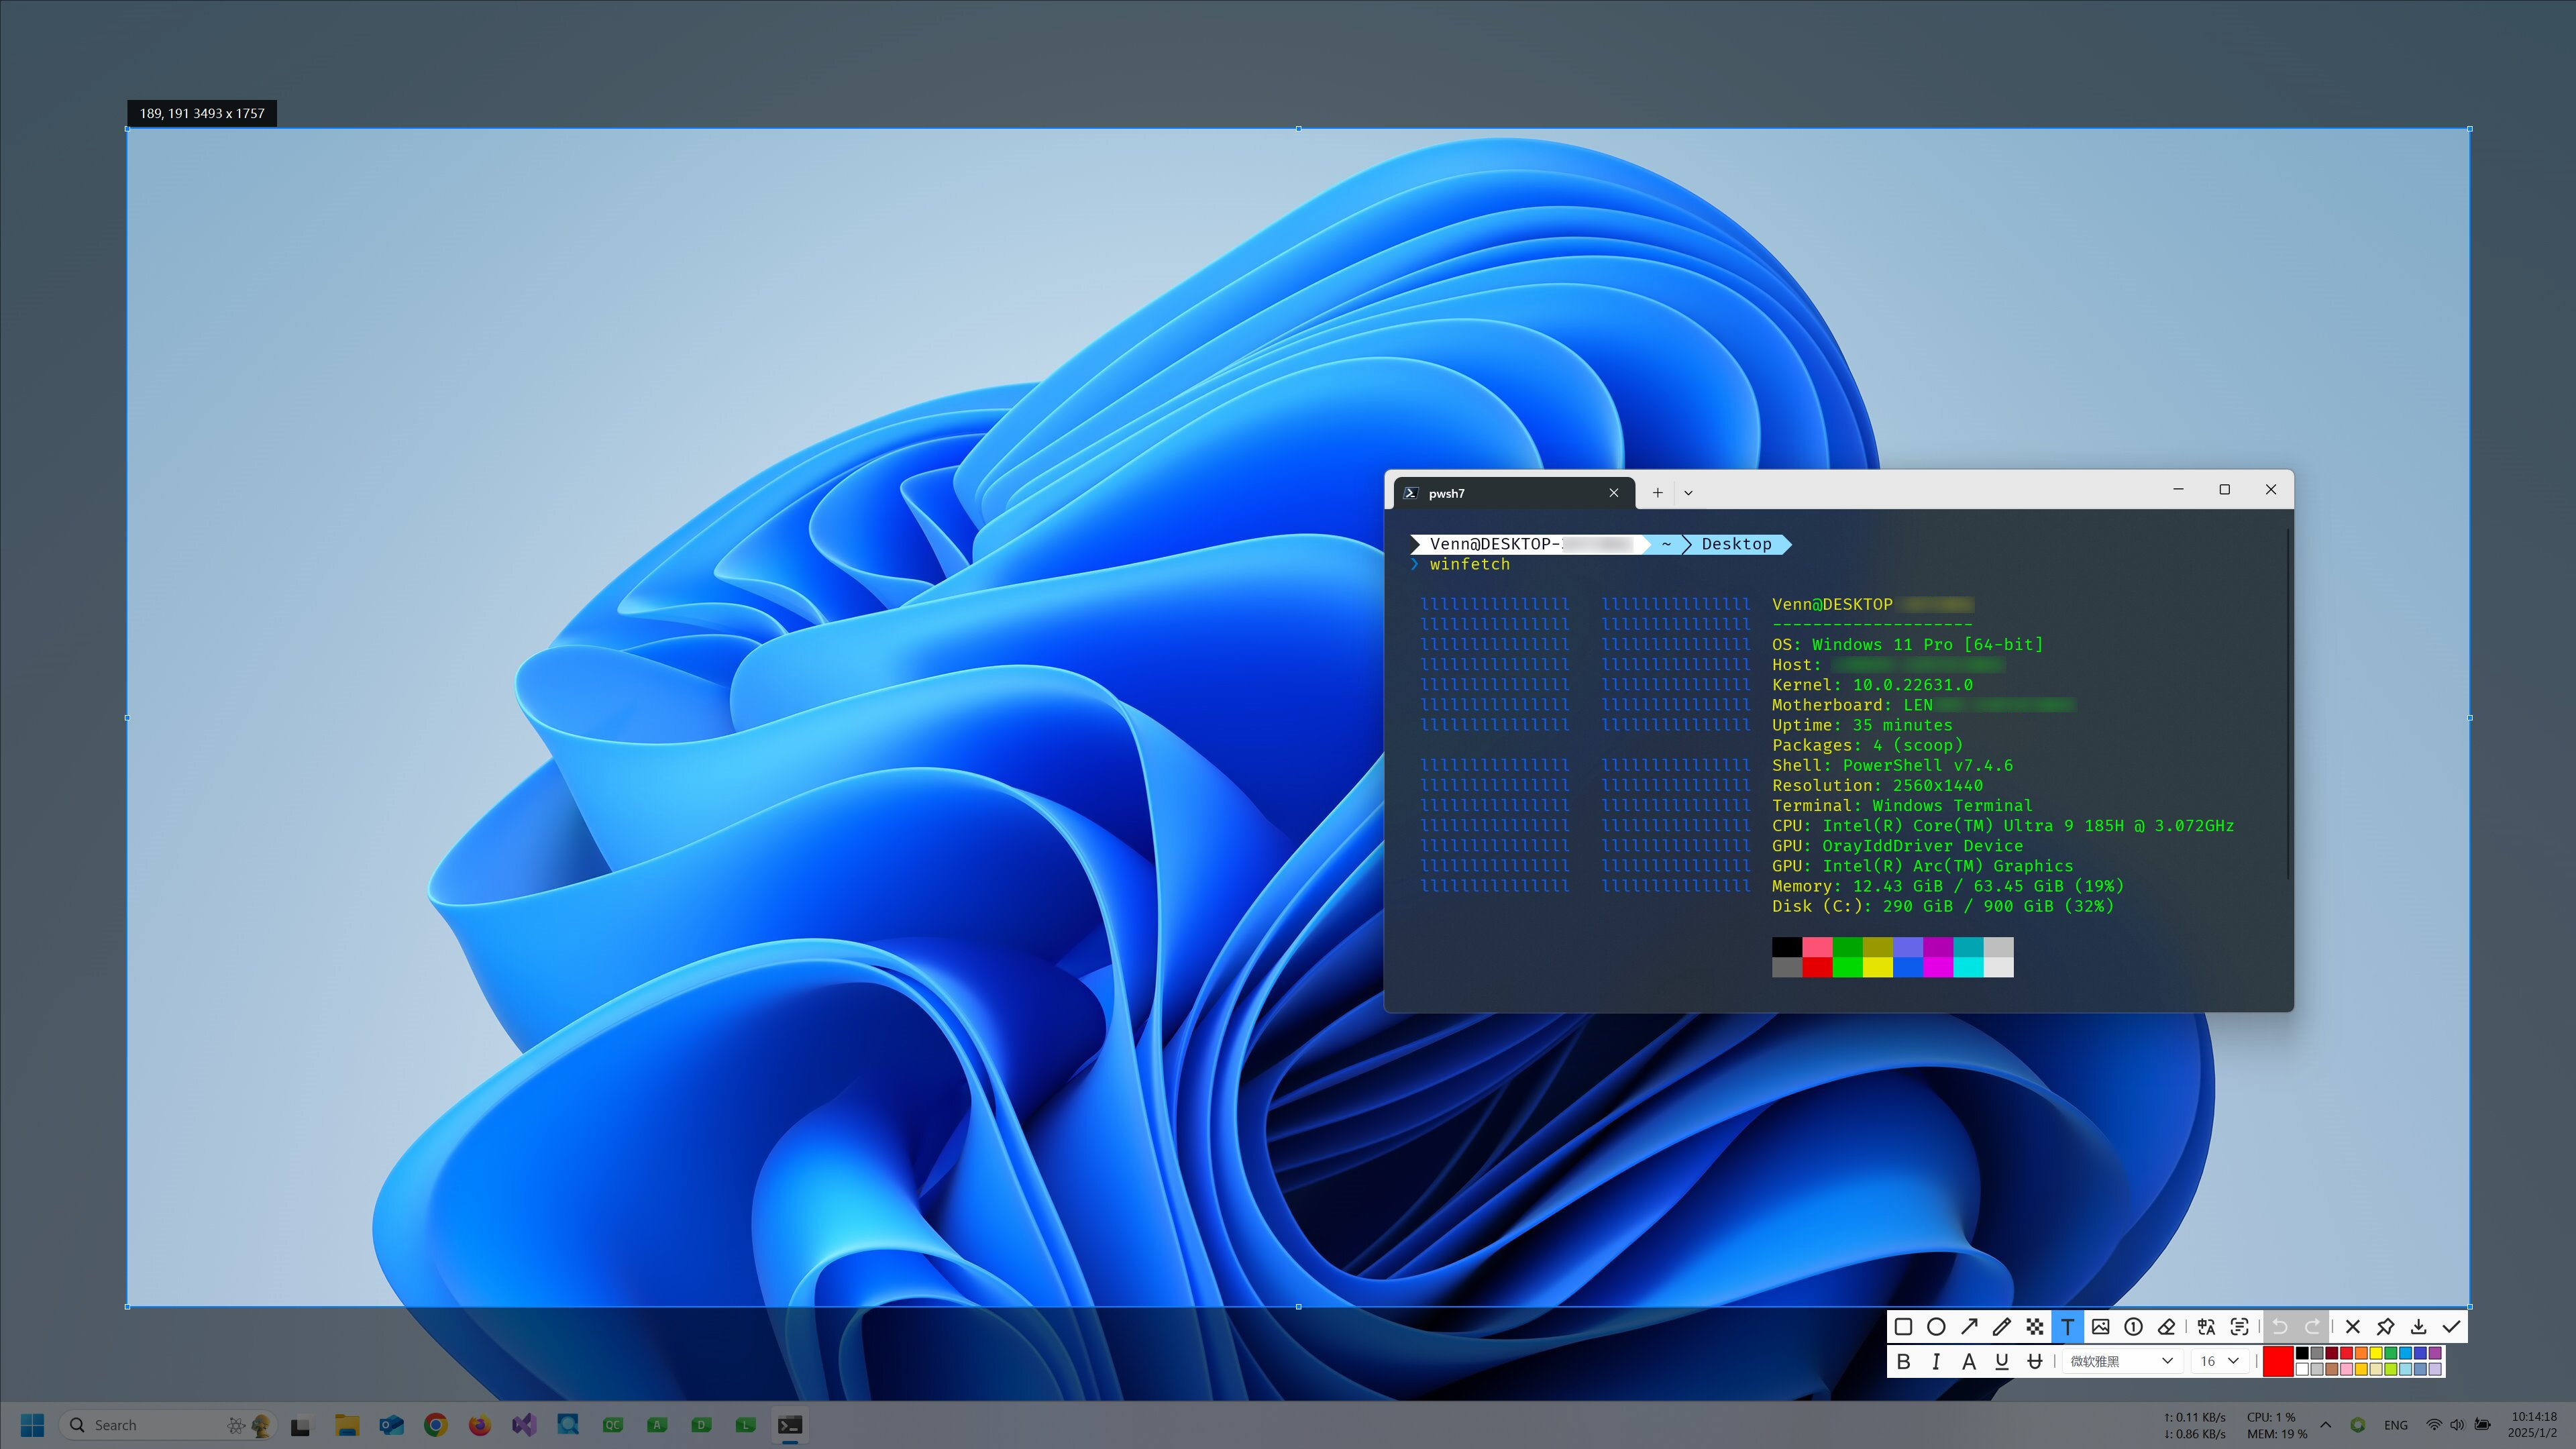 189, 191 3493 x 1757
pwsh7
Venn@DESKTOP- ~ Desktop
❯ winfetch
lllllllllllllll lllllllllllllll Venn@DESKTOP
lllllllllllllll lllllllllllllll --------------------
lllllllllllllll lllllllllllllll OS: Windows 11 Pro [64-bit]
lllllllllllllll lllllllllllllll Host:
lllllllllllllll lllllllllllllll Kernel: 10.0.22631.0
lllllllllllllll lllllllllllllll Motherboard: LEN
lllllllllllllll lllllllllllllll Uptime: 35 minutes
Packages: 4 (scoop)
lllllllllllllll lllllllllllllll Shell: PowerShell v7.4.6
lllllllllllllll lllllllllllllll Resolution: 2560x1440
lllllllllllllll lllllllllllllll Terminal: Windows Terminal
lllllllllllllll lllllllllllllll CPU: Intel(R) Core(TM) Ultra 9 185H @ 3.072GHz
lllllllllllllll lllllllllllllll GPU: OrayIddDriver Device
lllllllllllllll lllllllllllllll GPU: Intel(R) Arc(TM) Graphics
lllllllllllllll lllllllllllllll Memory: 12.43 GiB / 63.45 GiB (19%)
Disk (C:): 290 GiB / 900 GiB (32%)
B I A U 微软雅黑 16
Search
QC A D L
↑: 0.11 KB/s CPU: 1 %
↓: 0.86 KB/s MEM: 19 %
ENG
10:14:18
2025/1/2